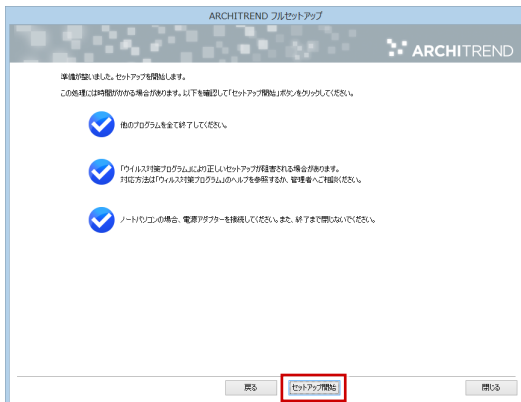 ARCHITREND フルセットアップ
ARCHITREND
準備が整いました。セットアップを開始します。
この処理には時間がかかる場合があります。以下を確認して「セットアップ開始」ボタンをクリックしてください。
他のプログラムを全て終了してください。
「ウイルス対策プログラム」により正しいセットアップが阻害される場合があります。
対応方法は「ウィルス対策プログラム」のヘルプを参照するか、管理者へご相談ください。
ノートパソコンの場合、電源アダプターを接続してください。また、終了まで閉じないでください。
戻る
セットアップ開始
閉じる